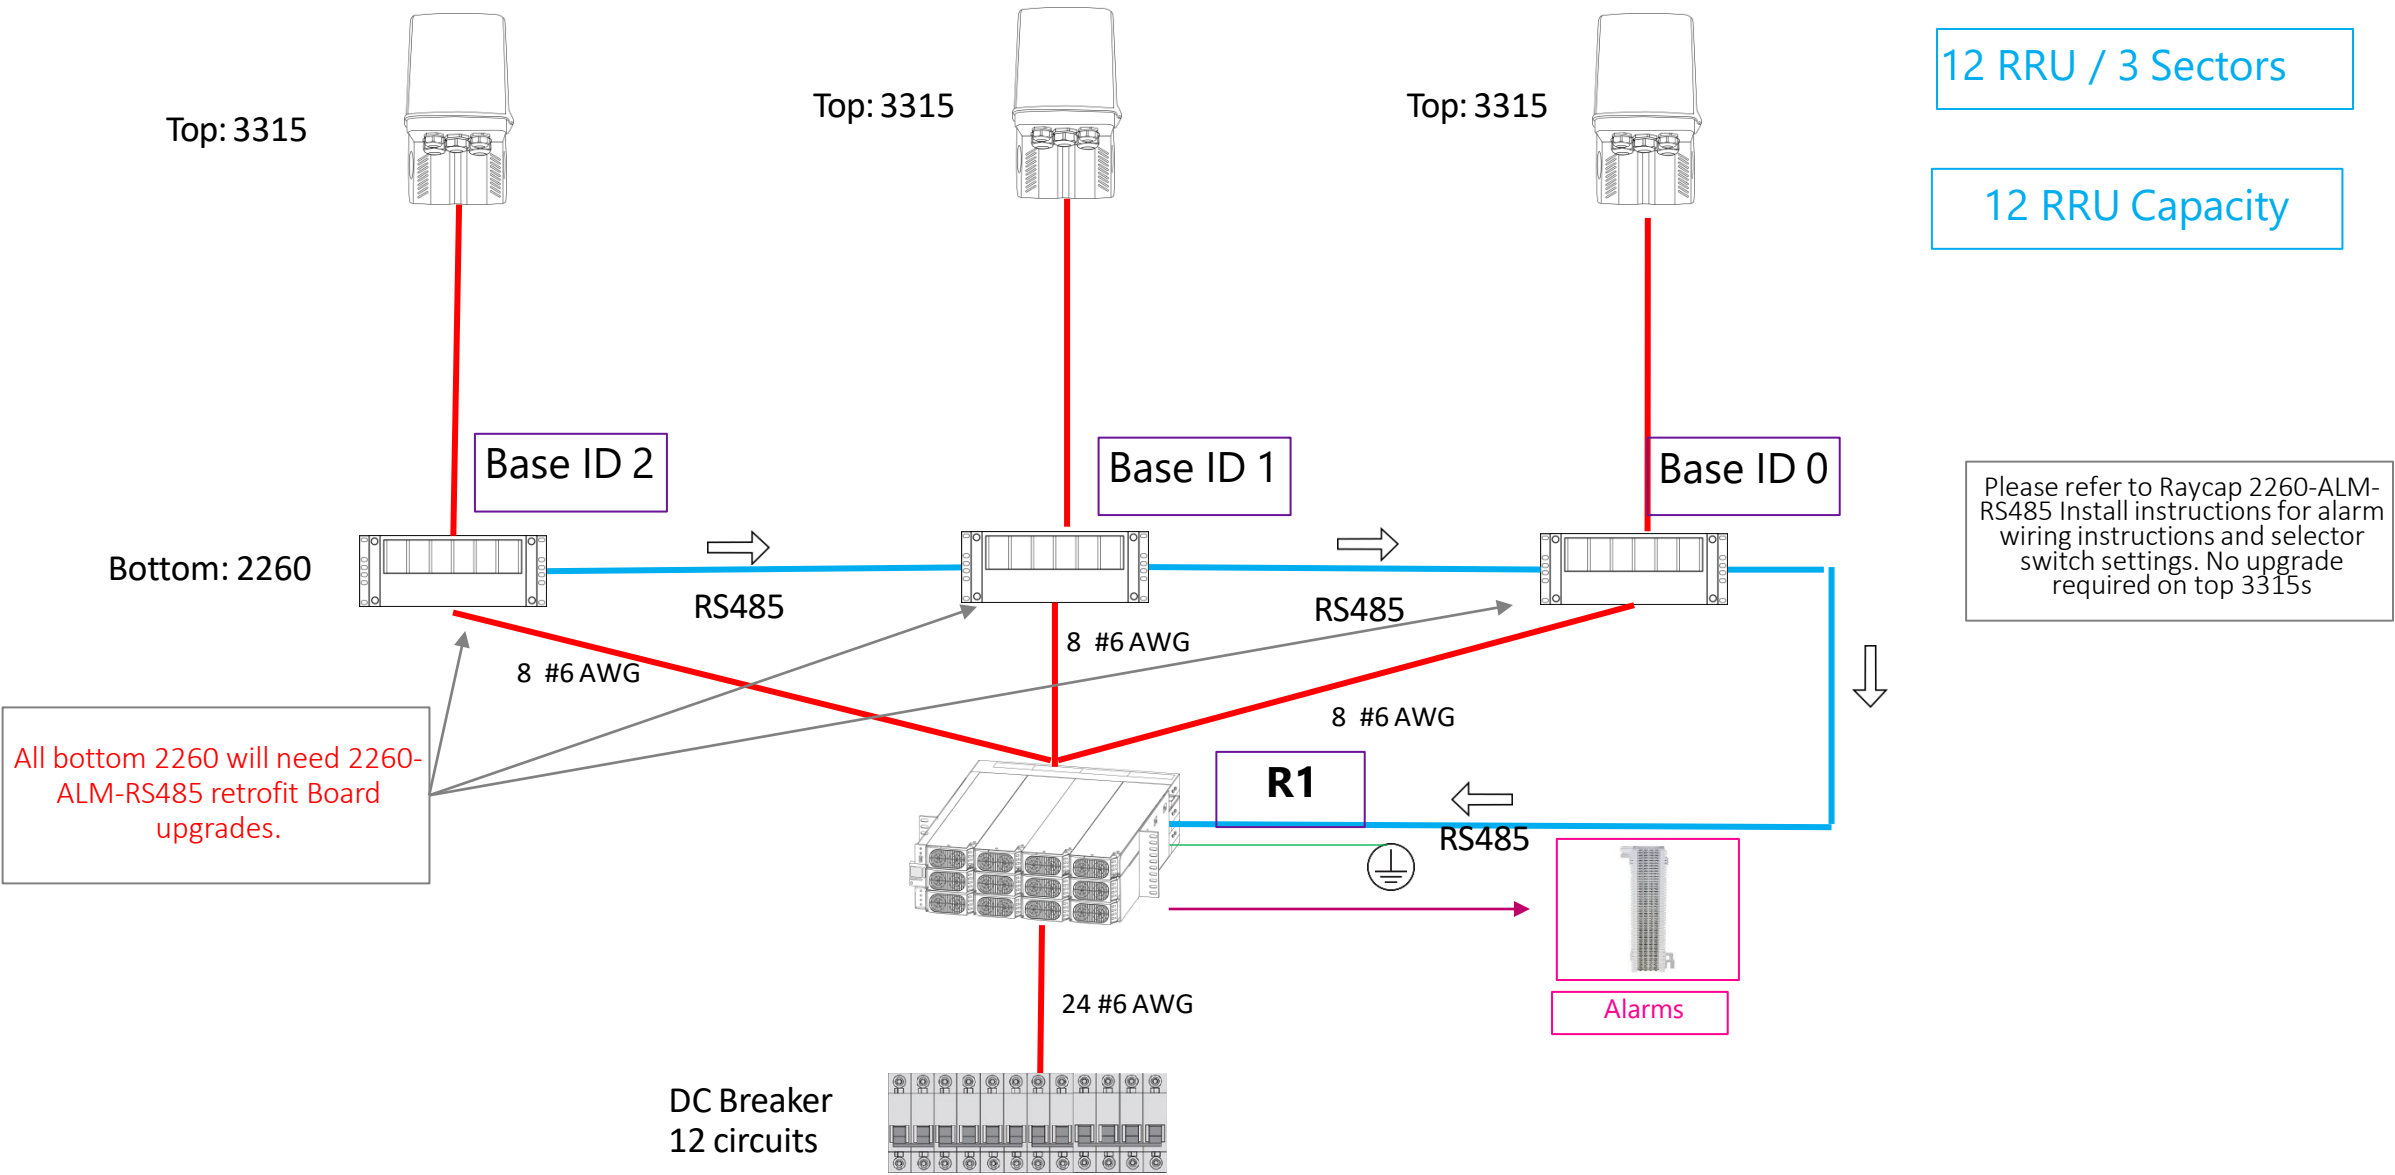 12 RRU / 3 Sectors
Top: 3315
Top: 3315
Top: 3315
12 RRU Capacity
Base ID 2
Base ID 1
Base ID 0
Please refer to Raycap 2260-ALM-
RS485 Install instructions for alarm
wiring instructions and selector
switch settings. No upgrade
required on top 3315s
Bottom: 2260
RS485
RS485
8 #6 AWG
8 #6 AWG
8 #6 AWG
All bottom 2260 will need 2260-
ALM-RS485 retrofit Board
upgrades.
R1
RS485
24 #6 AWG
Alarms
DC Breaker
12 circuits